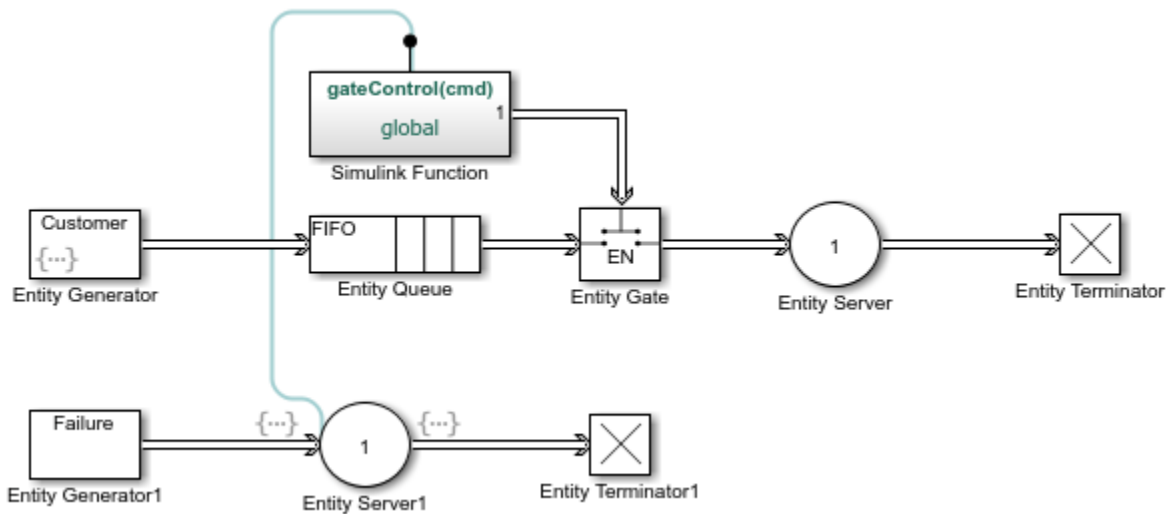 gateControl(cmd)
1
global
Simulink Function
Customer
{...}
Entity Generator
FIFO
Entity Queue
EN
Entity Gate
1
Entity Server
Entity Terminator
Failure
Entity Generator1
{...}
1
{...}
Entity Server1
Entity Terminator1